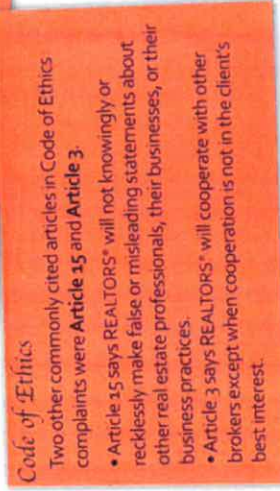 Code of Ethics
Two other commonly cited articles in Code of Ethics
complaints were Article 15 and Article 3.
• Article 15 says REALTORS® will not knowingly or
recklessly make false or misleading statements about
other real estate professionals, their businesses, or their
business practices.
• Article 3 says REALTORS® will cooperate with other
brokers except when cooperation is not in the client's
best interest.